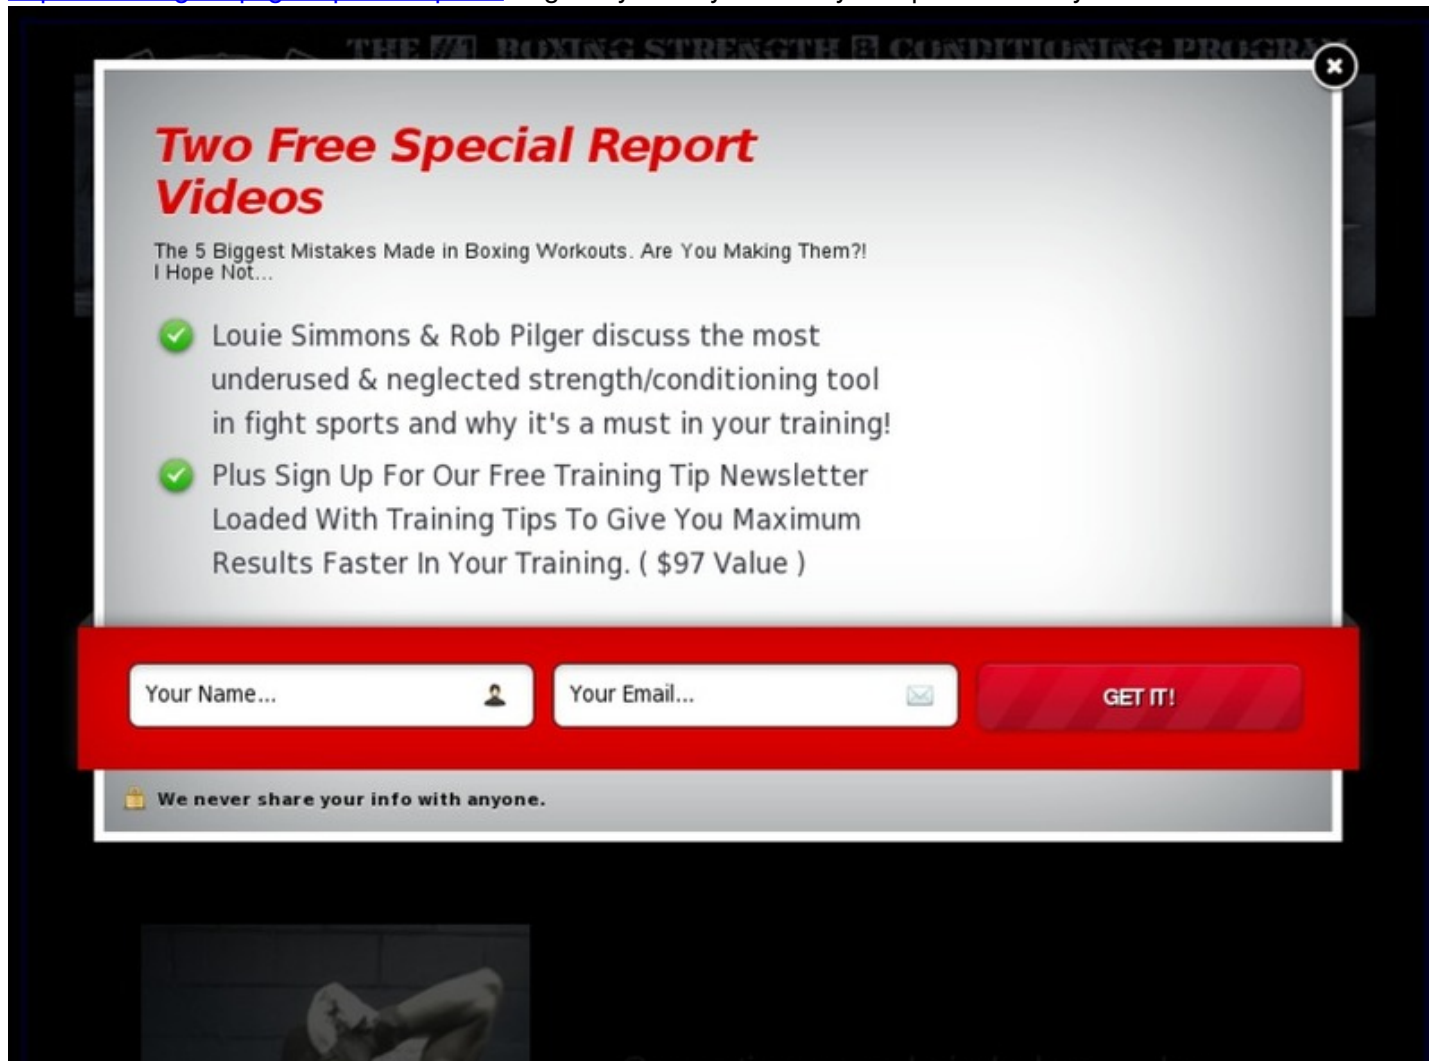 THE #1 BOXING STRENGTH & CONDITIONING PROGRAM
Two Free Special Report
Videos
The 5 Biggest Mistakes Made in Boxing Workouts. Are You Making Them?!
I Hope Not...
Louie Simmons & Rob Pilger discuss the most
underused & neglected strength/conditioning tool
in fight sports and why it's a must in your training!
Plus Sign Up For Our Free Training Tip Newsletter
Loaded With Training Tips To Give You Maximum
Results Faster In Your Training. ( $97 Value )
Your Name...
Your Email...
GET IT!
We never share your info with anyone.